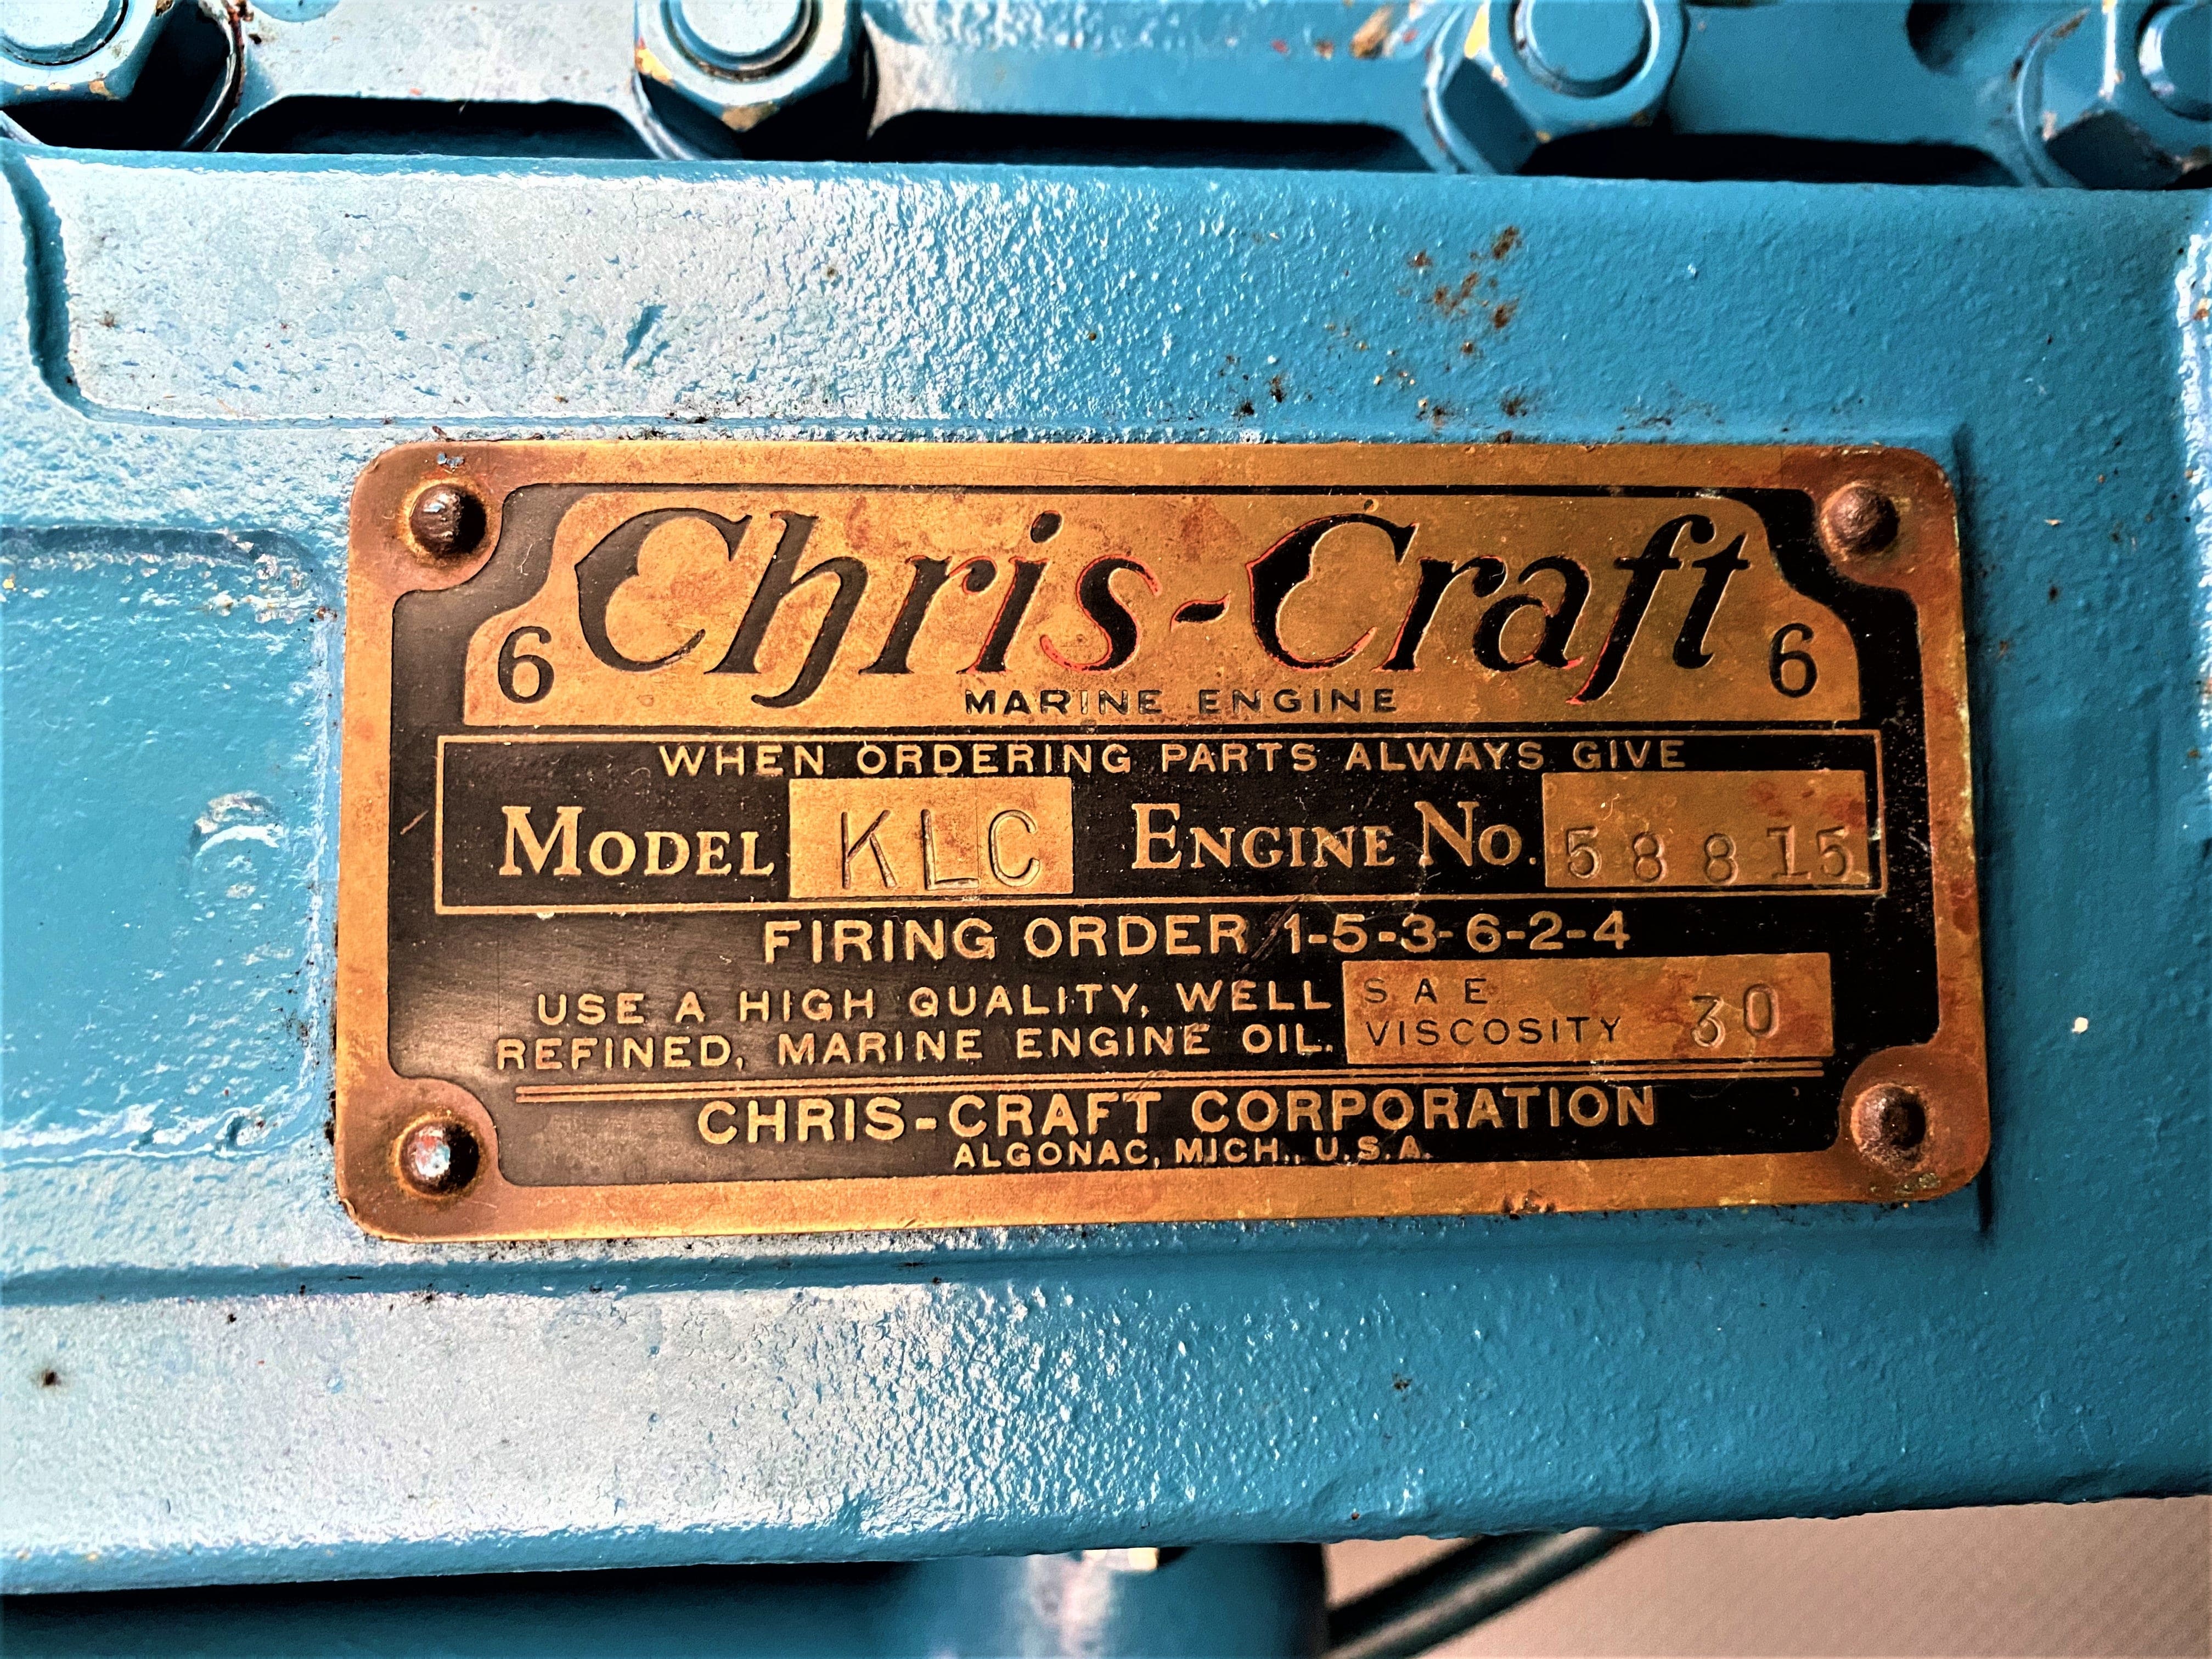 6 Chris-Craft 6
MARINE ENGINE
WHEN ORDERING PARTS ALWAYS GIVE
MODEL KLC ENGINE NO. 58815
FIRING ORDER 1-5-3-6-2-4
USE A HIGH QUALITY, WELL
REFINED, MARINE ENGINE OIL.
S A E
VISCOSITY 30
CHRIS-CRAFT CORPORATION
ALGONAC, MICH., U.S.A.